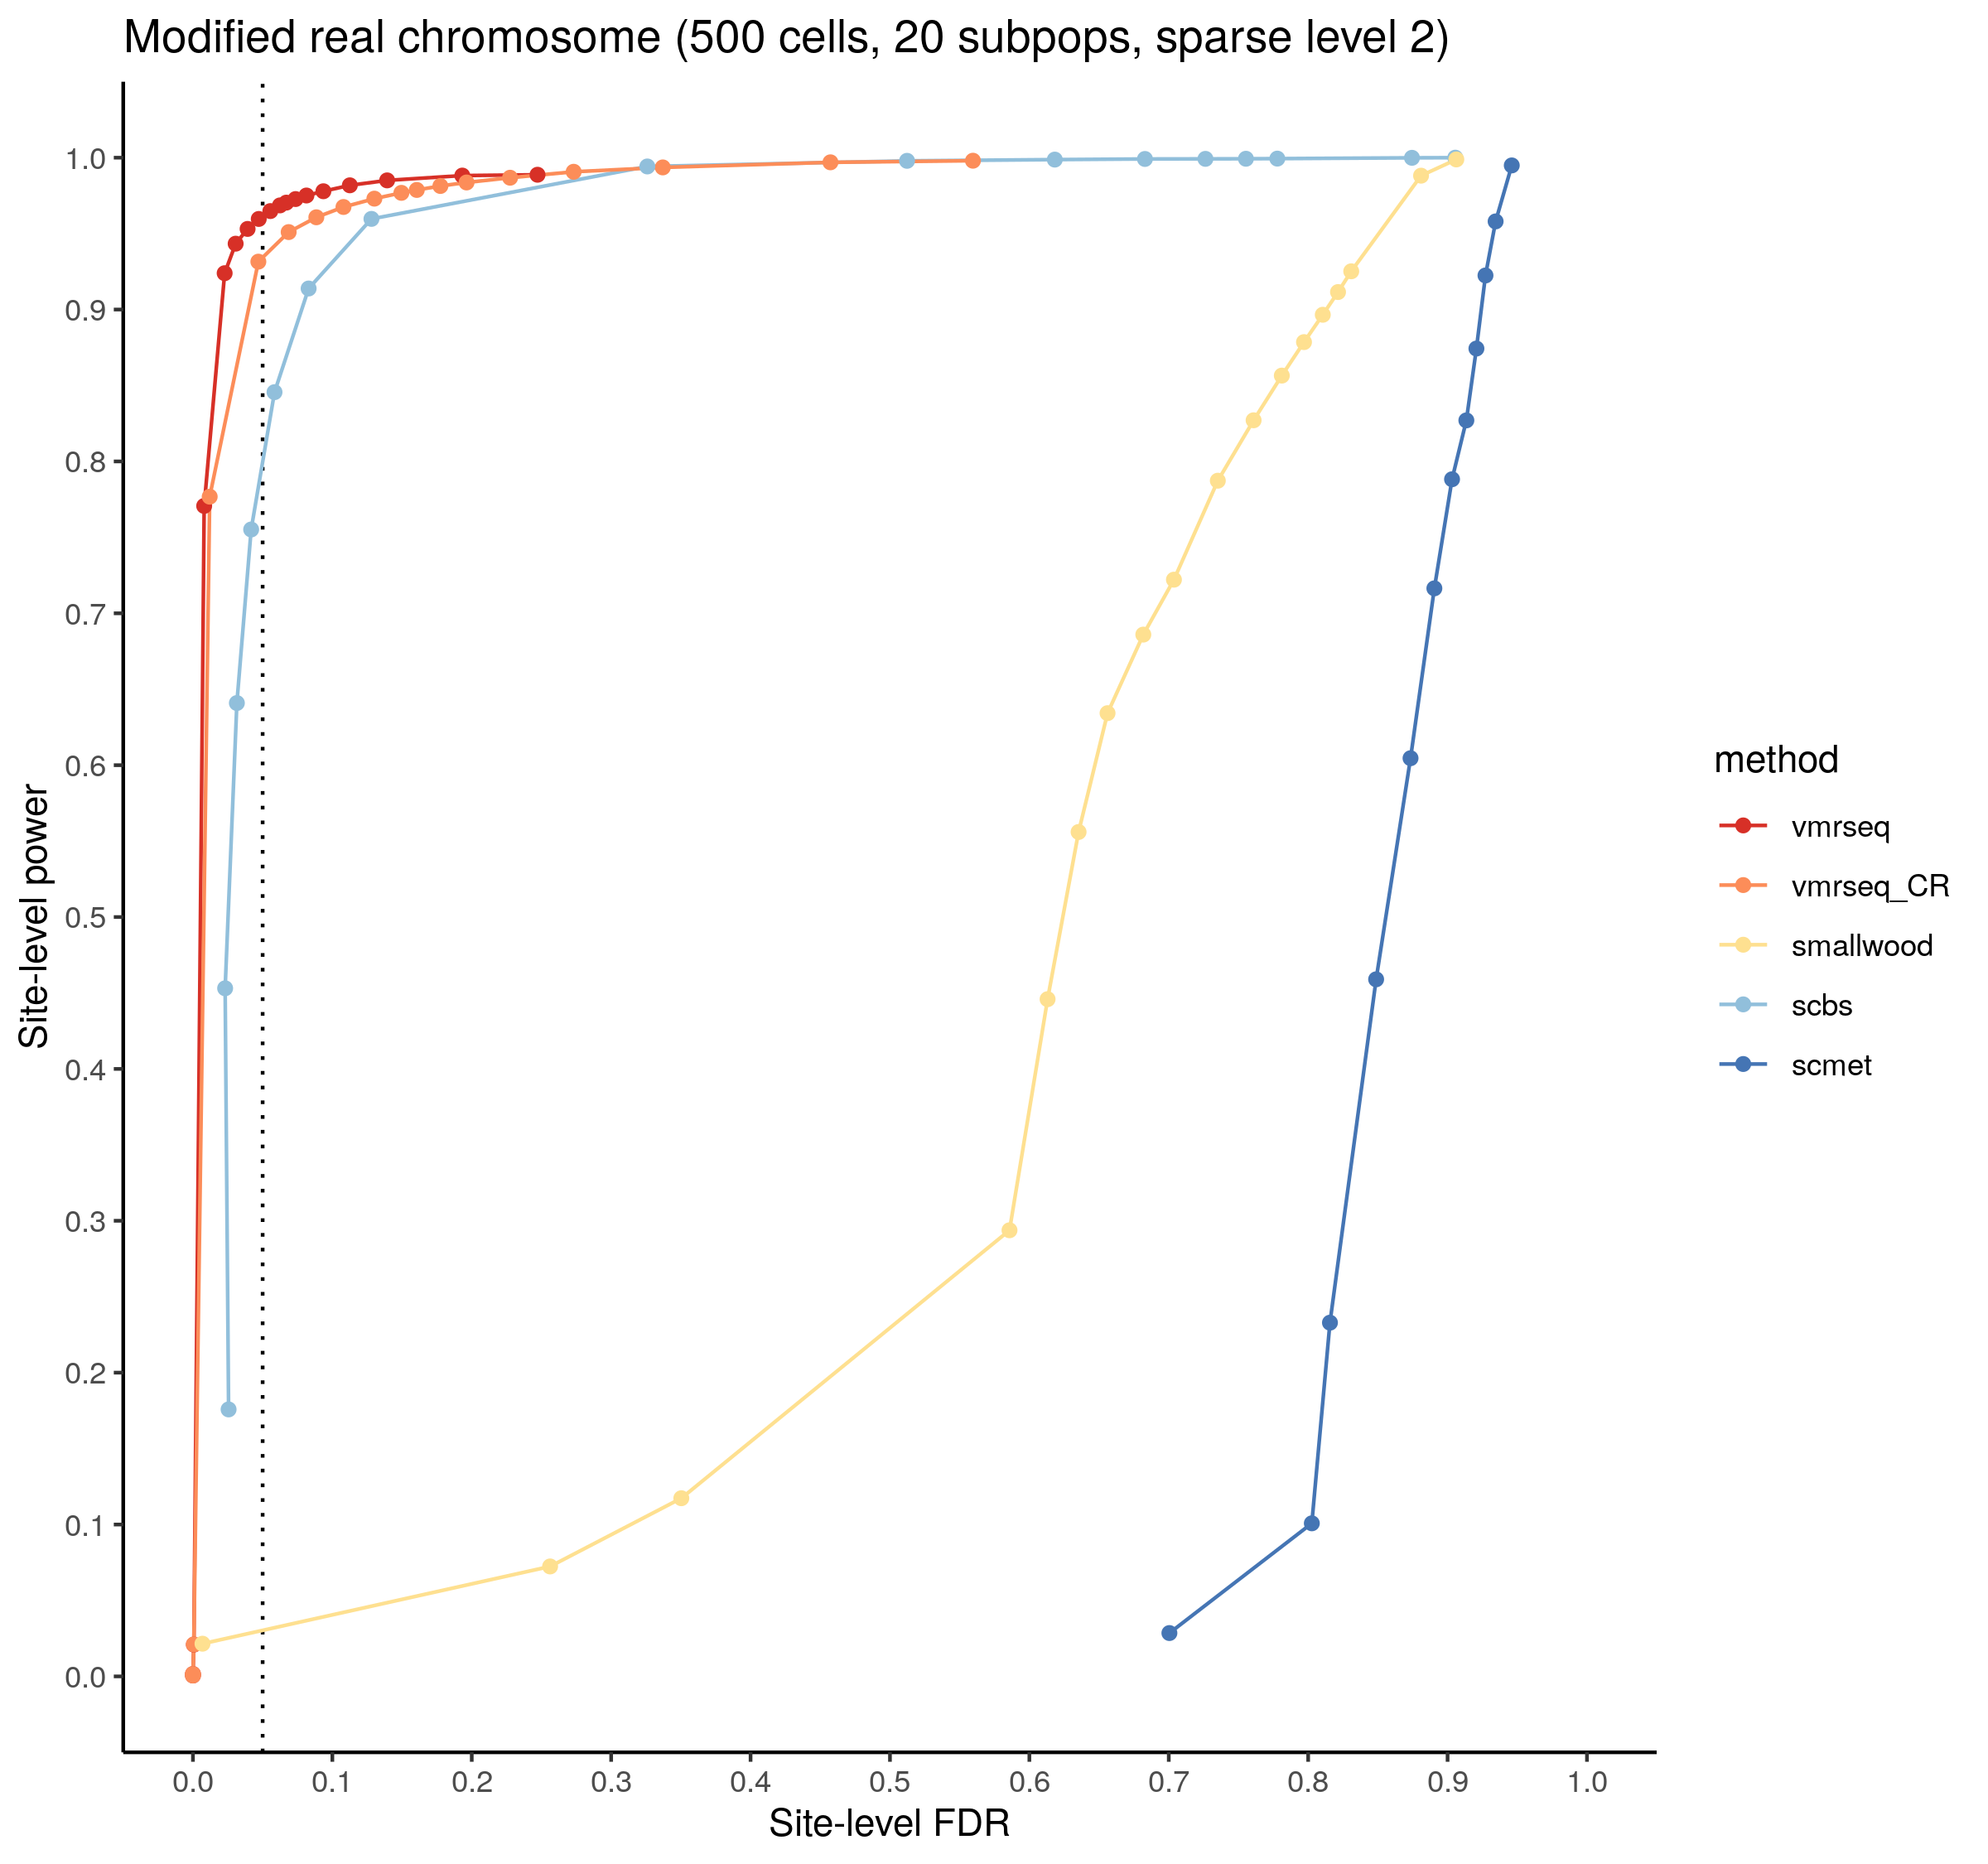 Modified real chromosome (500 cells, 20 subpops, sparse level 2)
Site-level power
1.0
0.9
0.8
0.7
0.6
0.5
0.4
0.3
0.2
0.1
0.0
0.0 0.1 0.2 0.3 0.4 0.5 0.6 0.7 0.8 0.9 1.0
Site-level FDR
method
vmrseq
vmrseq_CR
smallwood
scbs
scmet